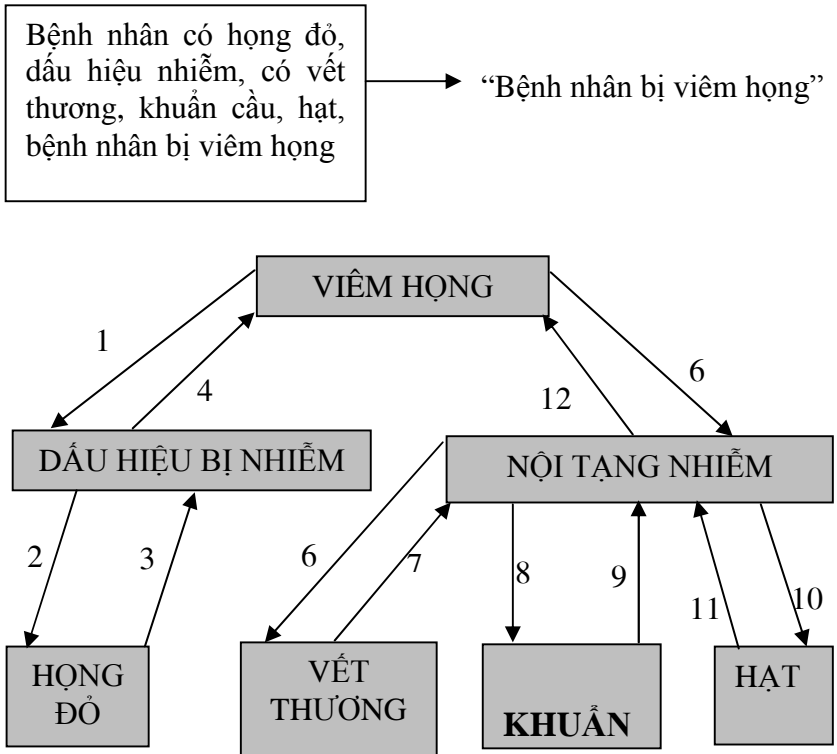 Bệnh nhân có họng đỏ,
dấu hiệu nhiễm, có vết
thương, khuẩn cầu, hạt,
bệnh nhân bị viêm họng
“Bệnh nhân bị viêm họng”
VIÊM HỌNG
1
4
12
6
DẤU HIỆU BỊ NHIỄM
NỘI TẠNG NHIỄM
2
3
6
7
8
9
11
10
HỌNG
ĐỎ
VẾT
THƯƠNG
KHUẨN
HẠT